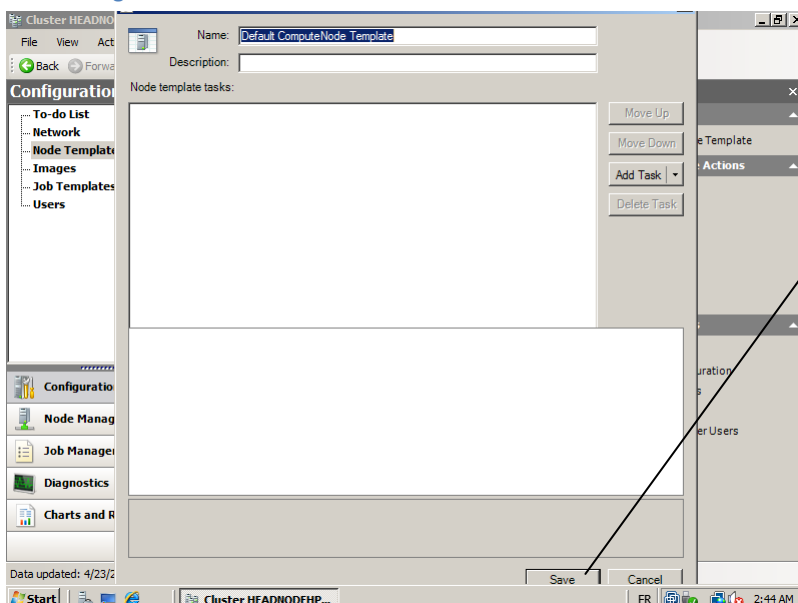 Cluster HEADNO
File View Act
Back Forwa
Configuration
To-do List
Network
Node Template
Images
Job Templates
Users
Configuratio
Node Manag
Job Manager
Diagnostics
Charts and R
Data updated: 4/23/2
Name: Default ComputeNode Template
Description:
Node template tasks:
Move Up
Move Down
Add Task
Delete Task
Save Cancel
e Template
Actions
uration
s
er Users
Start Cluster HEADNODEHP... FR 2:44 AM